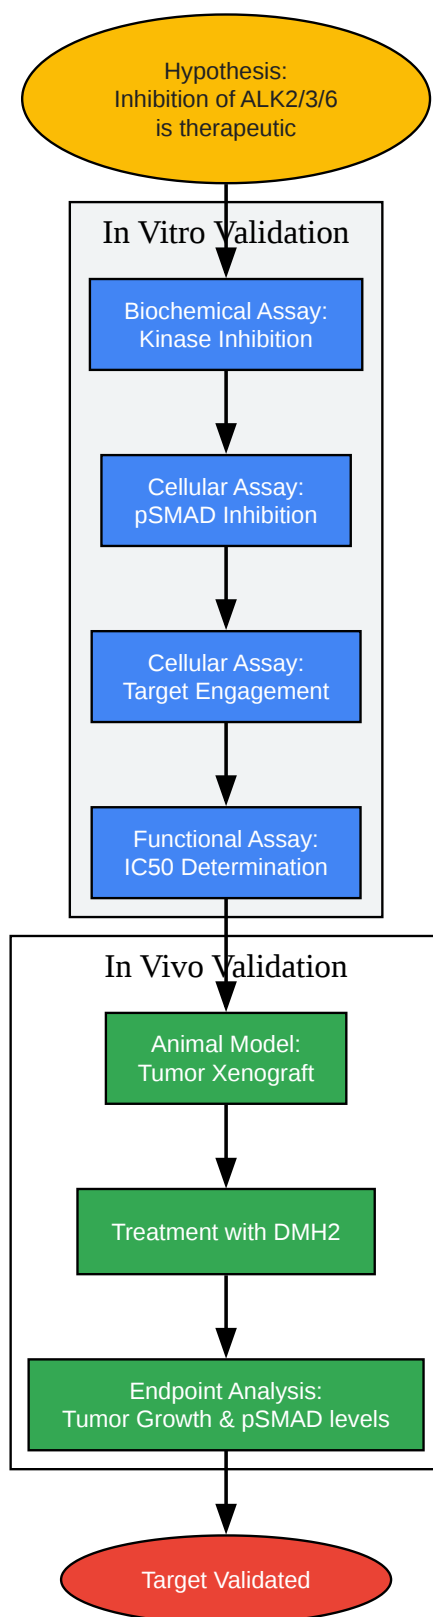 Hypothesis:
Inhibition of ALK2/3/6
is therapeutic
In Vitro Validation
Biochemical Assay:
Kinase Inhibition
Cellular Assay:
pSMAD Inhibition
Cellular Assay:
Target Engagement
Functional Assay:
IC50 Determination
In Vivo Validation
Animal Model:
Tumor Xenograft
Treatment with DMH2
Endpoint Analysis:
Tumor Growth & pSMAD levels
Target Validated